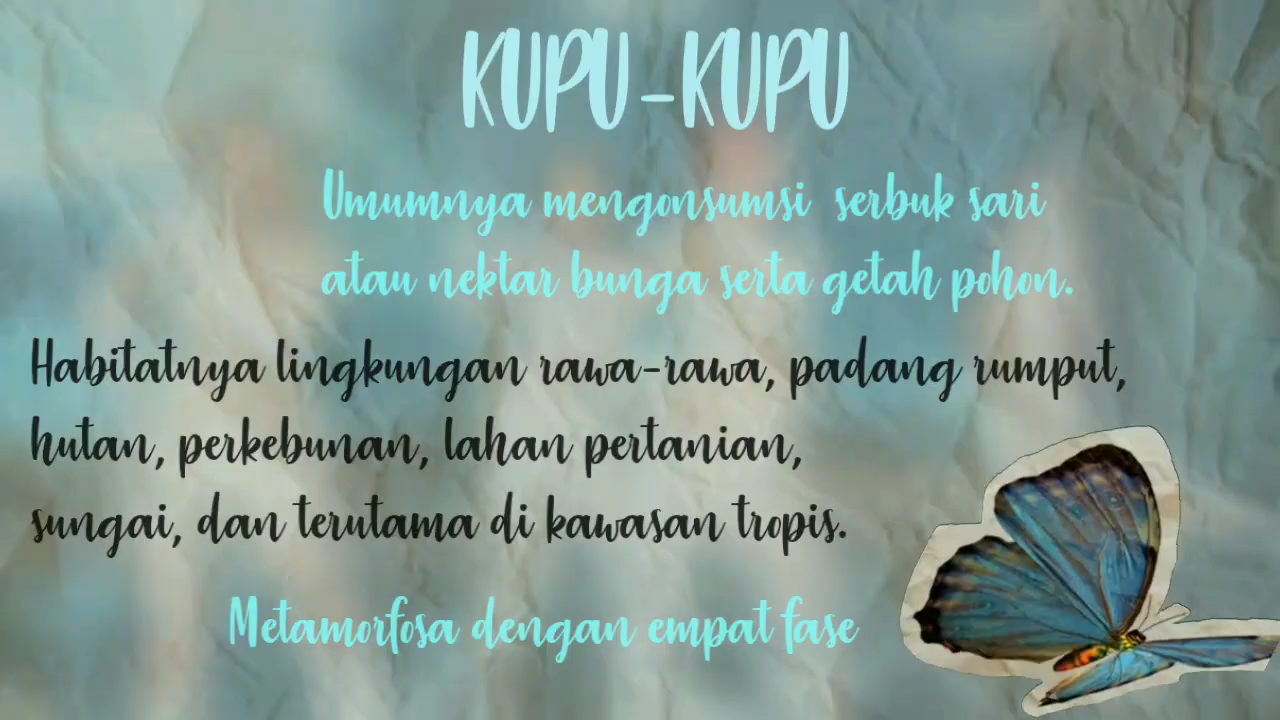 KUPU-KUPU
Umumnya mengonsumsi serbuk sari
atau nektar bunga serta getah pohon.
Habitatnya lingkungan rawa-rawa, padang rumput,
hutan, perkebunan, lahan pertanian,
sungai, dan terutama di kawasan tropis.
Metamorfosa dengan empat fase